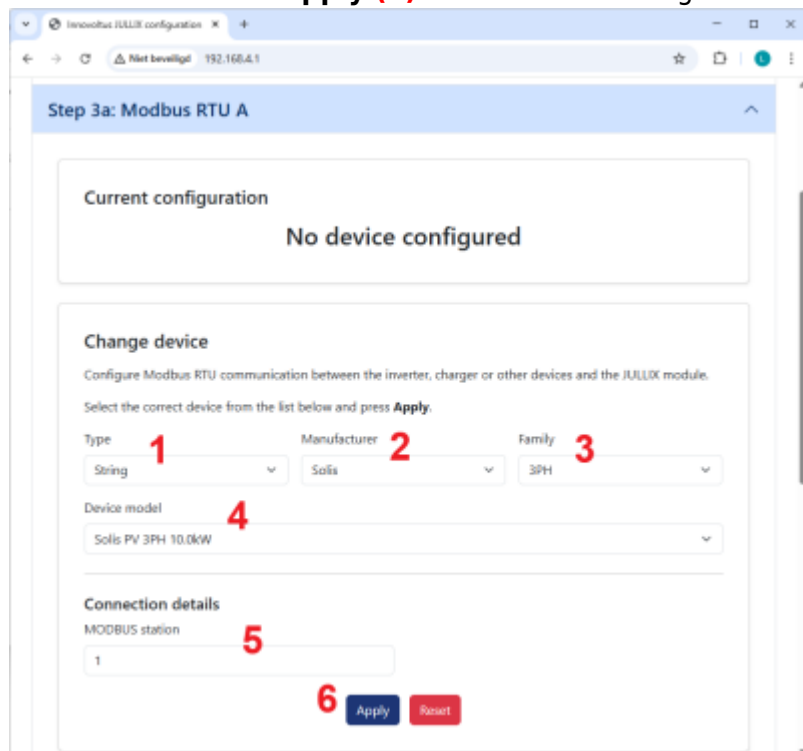 Apply
Innovoltus JULLIX configuration
Niet beveiligd 192.168.4.1
L
Step 3a: Modbus RTU A
Current configuration
No device configured
Change device
Configure Modbus RTU communication between the inverter, charger or other devices and the JULLIX module.
Select the correct device from the list below and press Apply.
Type 1 Manufacturer 2 Family 3
String Solis 3PH
Device model 4
Solis PV 3PH 10.0kW
Connection details
MODBUS station 5
1
6 Apply Reset